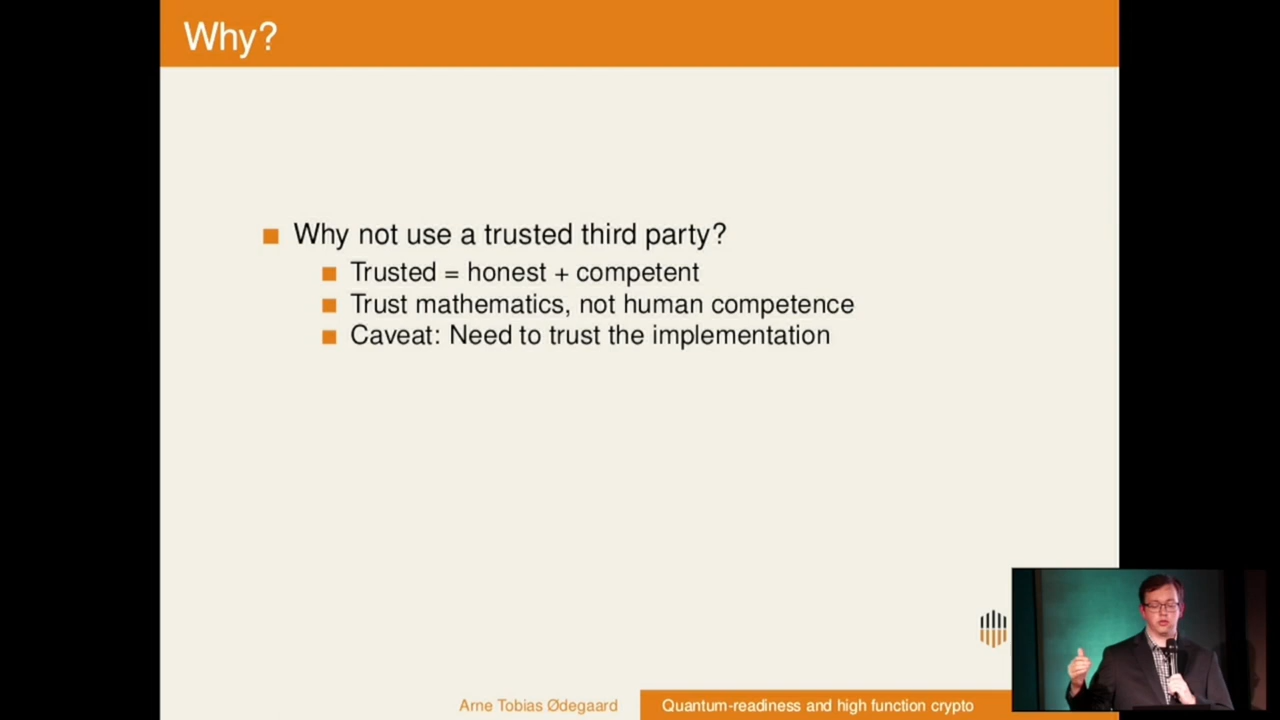 Why?
Why not use a trusted third party?
Trusted = honest + competent
Trust mathematics, not human competence
Caveat: Need to trust the implementation
Arne Tobias Ødegaard
Quantum-readiness and high function crypto